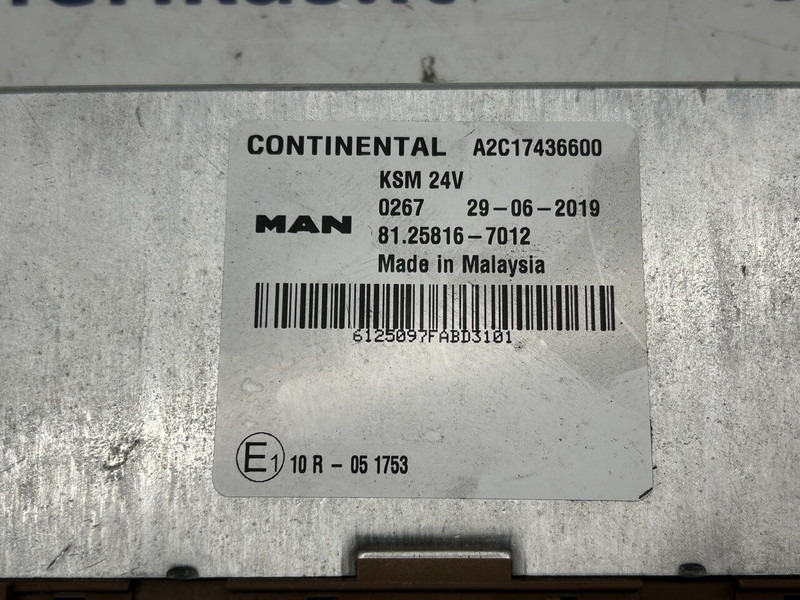 CONTINENTAL A2C17436600
KSM 24V
0267 29-06-2019
MAN 81.25816-7012
Made in Malaysia
6125097FABD3101
E1 10 R - 05 1753